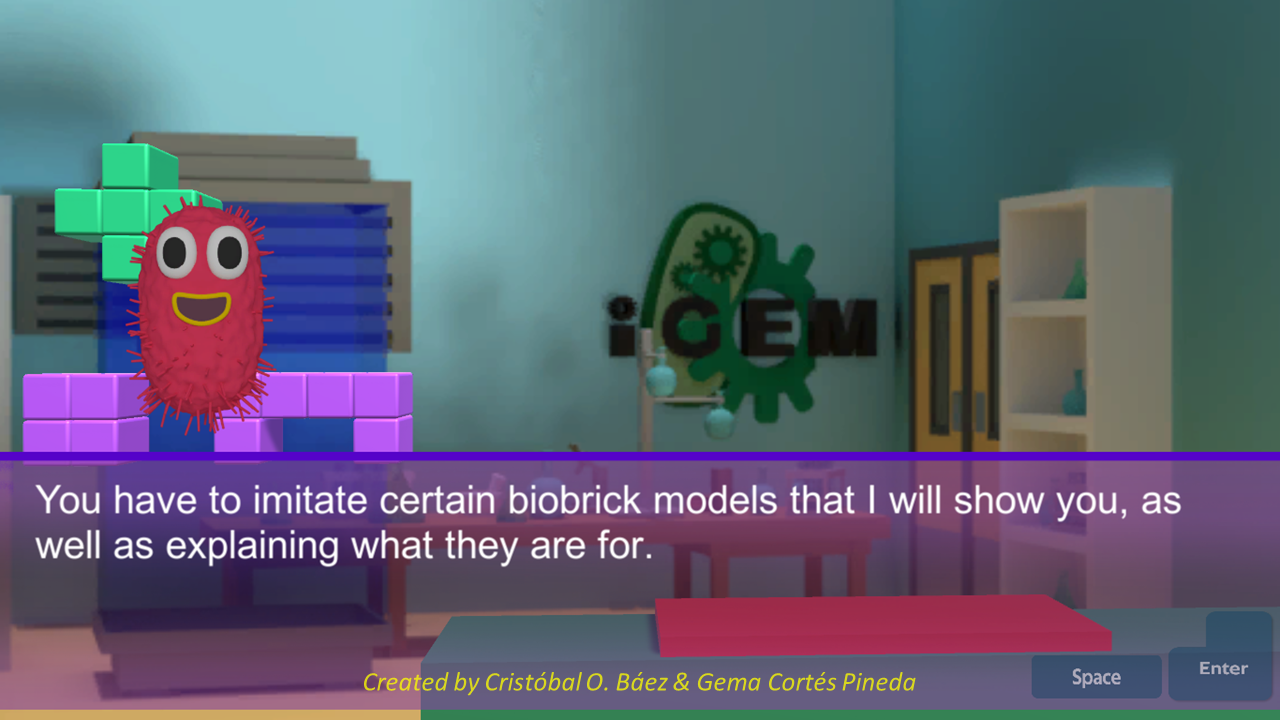 iGEM
You have to imitate certain biobrick models that I will show you, as
well as explaining what they are for.
Created by Cristóbal O. Báez & Gema Cortés Pineda
Space
Enter